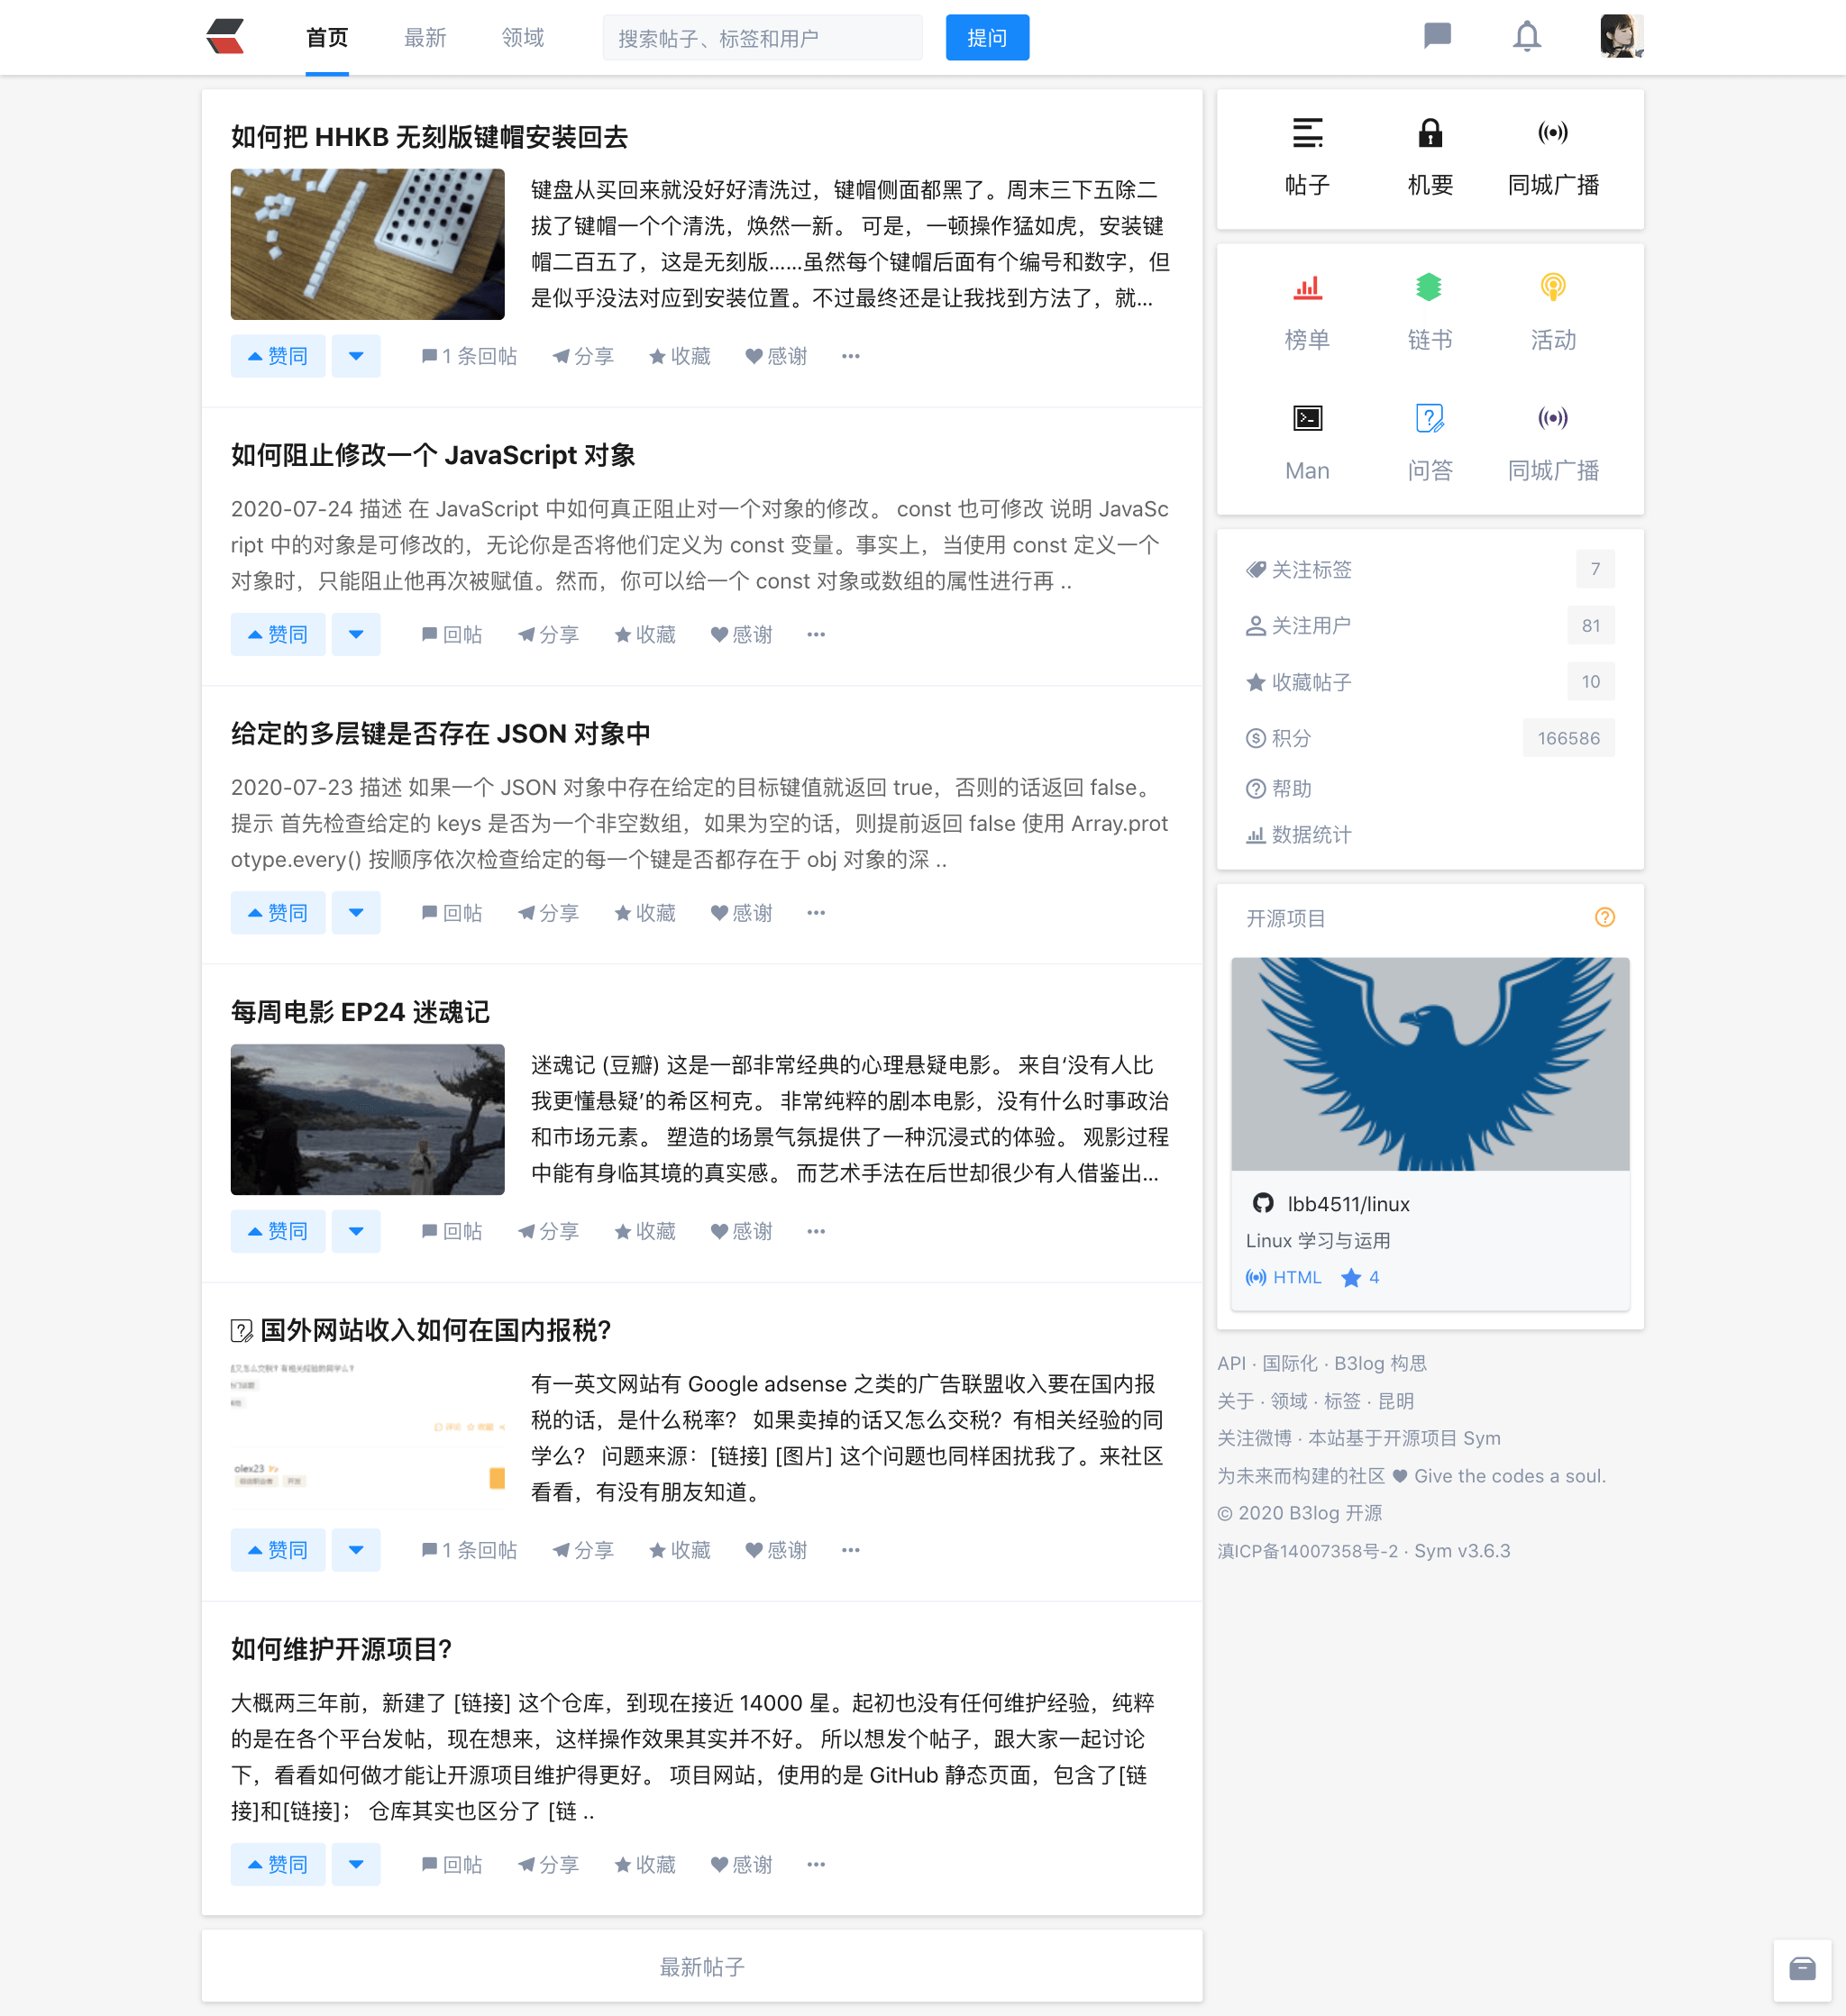 首页 最新 领域 搜索帖子、标签和用户 提问
如何把 HHKB 无刻版键帽安装回去
键盘从买回来就没好好清洗过，键帽侧面都黑了。周末三下五除二
拔了键帽一个个清洗，焕然一新。 可是，一顿操作猛如虎，安装键
帽二百五了，这是无刻版......虽然每个键帽后面有个编号和数字，但
是似乎没法对应到安装位置。不过最终还是让我找到方法了，就...
赞同 1 条回帖 分享 收藏 感谢
如何阻止修改一个 JavaScript 对象
2020-07-24 描述 在 JavaScript 中如何真正阻止对一个对象的修改。 const 也可修改 说明 JavaSc
ript 中的对象是可修改的，无论你是否将他们定义为 const 变量。事实上，当使用 const 定义一个
对象时，只能阻止他再次被赋值。然而，你可以给一个 const 对象或数组的属性进行再 ..
赞同 回帖 分享 收藏 感谢
给定的多层键是否存在 JSON 对象中
2020-07-23 描述 如果一个 JSON 对象中存在给定的目标键值就返回 true，否则的话返回 false。
提示 首先检查给定的 keys 是否为一个非空数组，如果为空的话，则提前返回 false 使用 Array.prot
otype.every() 按顺序依次检查给定的每一个键是否都存在于 obj 对象的深 ..
赞同 回帖 分享 收藏 感谢
每周电影 EP24 迷魂记
迷魂记 (豆瓣) 这是一部非常经典的心理悬疑电影。 来自‘没有人比
我更懂悬疑’的希区柯克。 非常纯粹的剧本电影，没有什么时事政治
和市场元素。 塑造的场景气氛提供了一种沉浸式的体验。 观影过程
中能有身临其境的真实感。 而艺术手法在后世却很少有人借鉴出...
赞同 回帖 分享 收藏 感谢
国外网站收入如何在国内报税?
又怎么交税? 有相关经验的同学么?
评论 收藏
olex23
自由职业者 开发
有一英文网站有 Google adsense 之类的广告联盟收入要在国内报
税的话，是什么税率？ 如果卖掉的话又怎么交税？有相关经验的同
学么？ 问题来源：[链接] [图片] 这个问题也同样困扰我了。来社区
看看，有没有朋友知道。
赞同 1 条回帖 分享 收藏 感谢
如何维护开源项目?
大概两三年前，新建了 [链接] 这个仓库，到现在接近 14000 星。起初也没有任何维护经验，纯粹
的是在各个平台发帖，现在想来，这样操作效果其实并不好。 所以想发个帖子，跟大家一起讨论
下，看看如何做才能让开源项目维护得更好。 项目网站，使用的是 GitHub 静态页面，包含了[链
接]和[链接]； 仓库其实也区分了 [链 ..
赞同 回帖 分享 收藏 感谢
最新帖子
帖子 机要 同城广播
榜单 链书 活动
Man 问答 同城广播
关注标签 7
关注用户 81
收藏帖子 10
积分 166586
帮助
数据统计
开源项目
lbb4511/linux
Linux 学习与运用
HTML 4
API · 国际化 · B3log 构思
关于 · 领域 · 标签 · 昆明
关注微博 · 本站基于开源项目 Sym
为未来而构建的社区 ♥ Give the codes a soul.
© 2020 B3log 开源
滇ICP备14007358号-2 · Sym v3.6.3